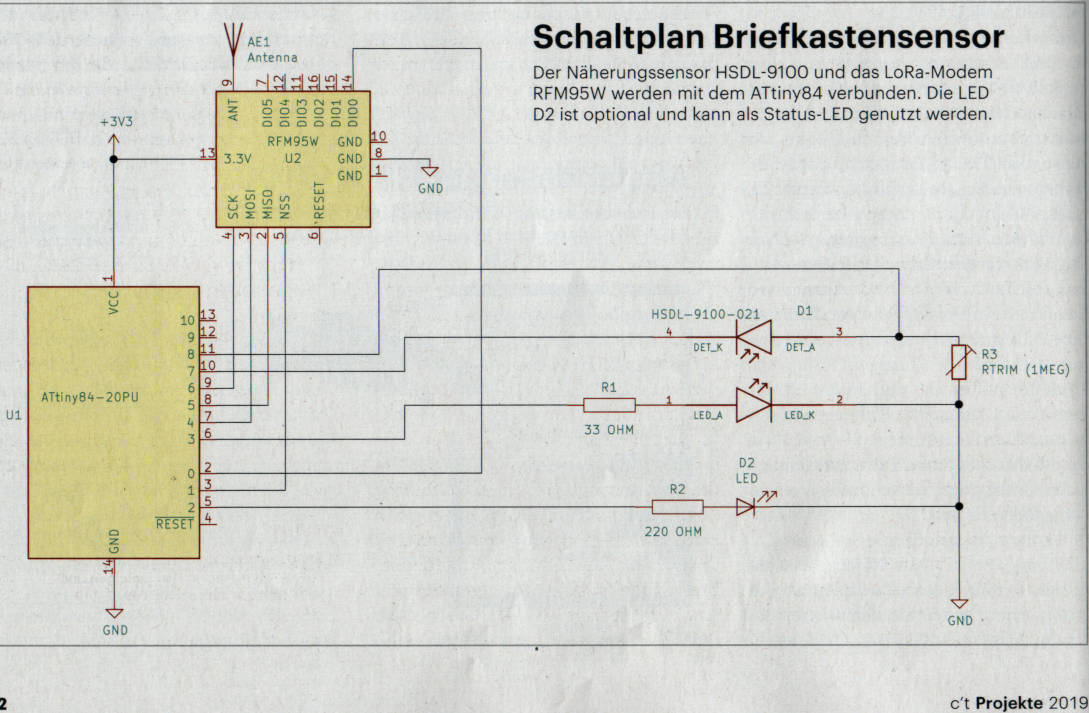 Schaltplan Briefkastensensor
Der Näherungssensor HSDL-9100 und das LoRa-Modem
RFM95W werden mit dem ATtiny84 verbunden. Die LED
D2 ist optional und kann als Status-LED genutzt werden.
AE1
Antenna
9 7 12 11 16 15 14
ANT DIO5 DIO4 DIO3 DIO2 DIO1 DIO0
+3V3
RFM95W
U2
GND 10
13 3.3V GND 8
GND 1
GND
SCK MOSI MISO NSS RESET
4 3 2 5 6
1
VCC
10 13
9 12
8 11
7 10
6 9
5 8
4 7
3 6
0 2
1 3
2 5
RESET 4
ATtiny84-20PU
U1
GND
14
GND
HSDL-9100-021 D1
4 3
DET_K DET_A
R3
RTRIM (1MEG)
R1
33 OHM
1 2
LED_A LED_K
D2
LED
R2
220 OHM
GND
2
c't Projekte 2019